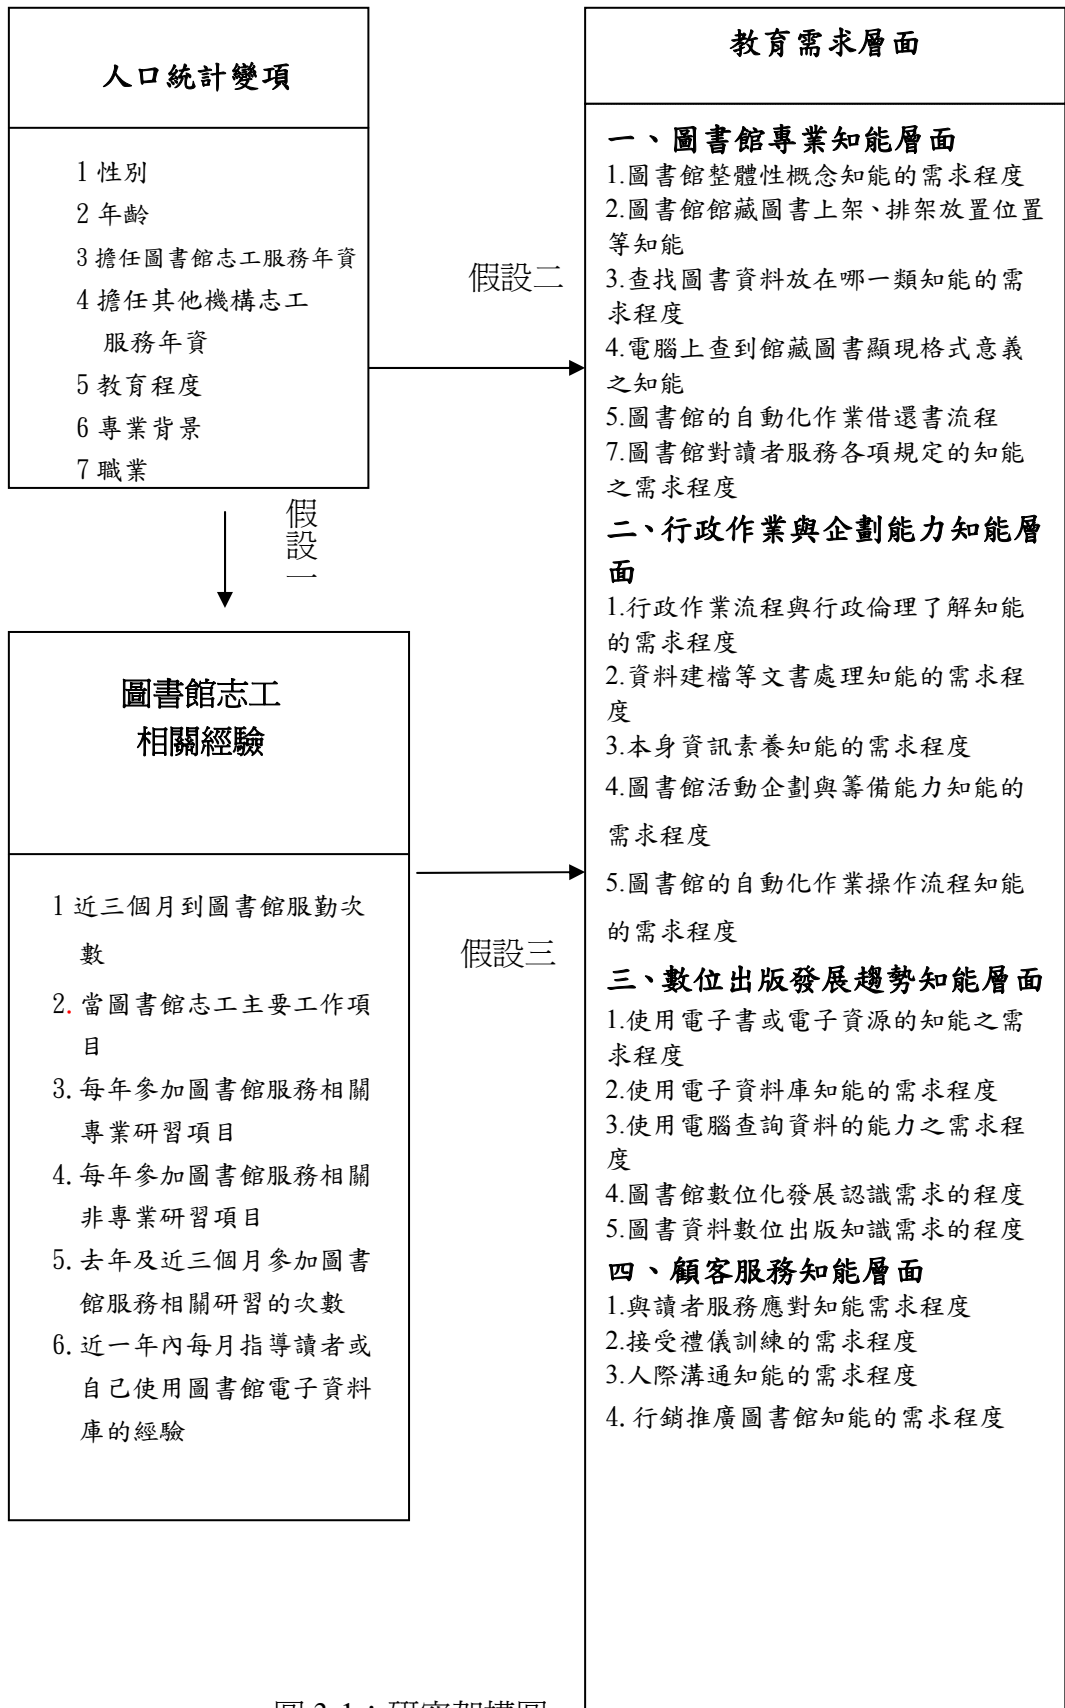 人口統計變項
1 性別
2 年齡
3 擔任圖書館志工服務年資
4 擔任其他機構志工
服務年資
5 教育程度
6 專業背景
7 職業
假設一
圖書館志工
相關經驗
1 近三個月到圖書館服勤次
數
2. 當圖書館志工主要工作項
目
3. 每年參加圖書館服務相關
專業研習項目
4. 每年參加圖書館服務相關
非專業研習項目
5. 去年及近三個月參加圖書
館服務相關研習的次數
6. 近一年內每月指導讀者或
自己使用圖書館電子資料
庫的經驗
假設二
假設三
教育需求層面
一、圖書館專業知能層面
1.圖書館整體性概念知能的需求程度
2.圖書館館藏圖書上架、排架放置位置
等知能
3.查找圖書資料放在哪一類知能的需
求程度
4.電腦上查到館藏圖書顯現格式意義
之知能
5.圖書館的自動化作業借還書流程
7.圖書館對讀者服務各項規定的知能
之需求程度
二、行政作業與企劃能力知能層
面
1.行政作業流程與行政倫理了解知能
的需求程度
2.資料建檔等文書處理知能的需求程
度
3.本身資訊素養知能的需求程度
4.圖書館活動企劃與籌備能力知能的
需求程度
5.圖書館的自動化作業操作流程知能
的需求程度
三、數位出版發展趨勢知能層面
1.使用電子書或電子資源的知能之需
求程度
2.使用電子資料庫知能的需求程度
3.使用電腦查詢資料的能力之需求程
度
4.圖書館數位化發展認識需求的程度
5.圖書資料數位出版知識需求的程度
四、顧客服務知能層面
1.與讀者服務應對知能需求程度
2.接受禮儀訓練的需求程度
3.人際溝通知能的需求程度
4. 行銷推廣圖書館知能的需求程度
圖 3-1：研究架構圖